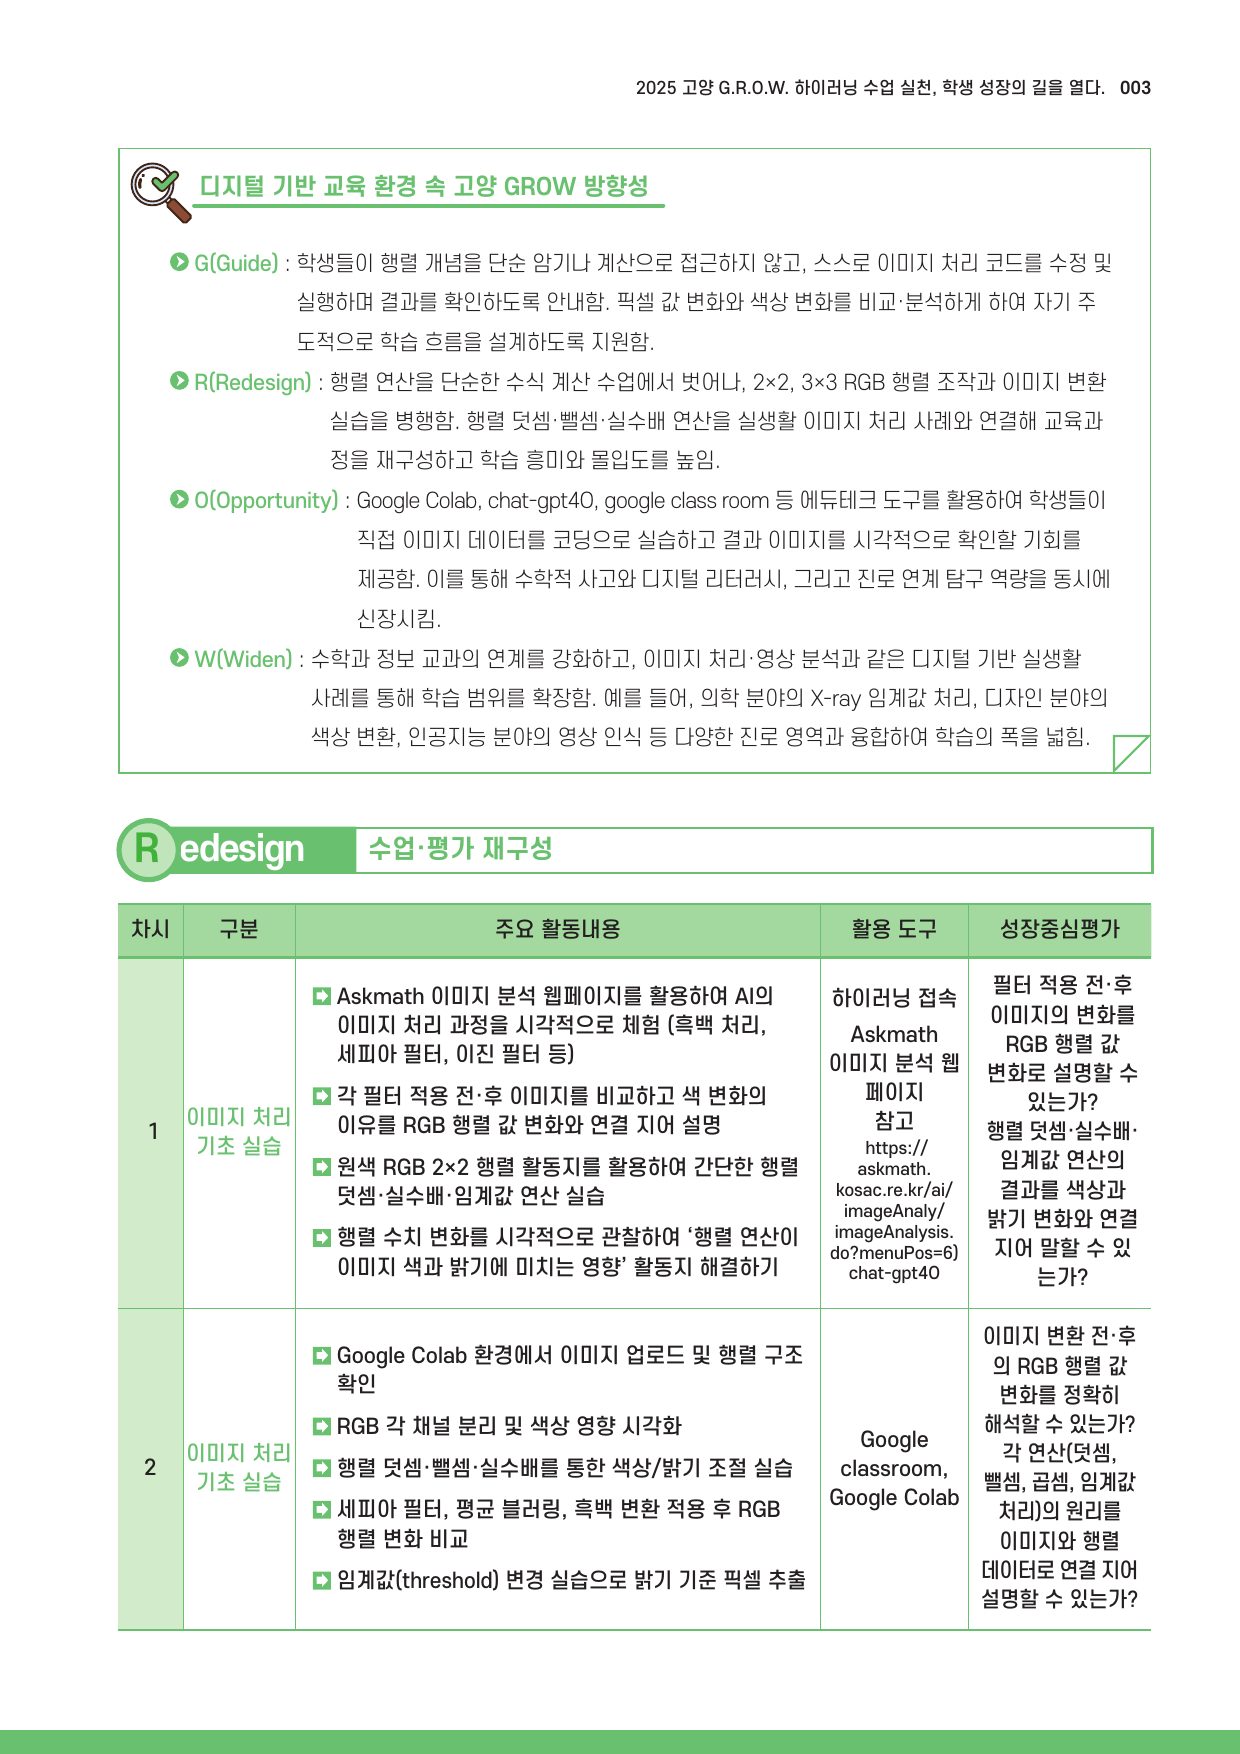 2025 고양 G.R.O.W. 하이러닝 수업 실천, 학생 성장의 길을 열다. 003
디지털 기반 교육 환경 속 고양 GROW 방향성
G(Guide) : 학생들이 행렬 개념을 단순 암기나 계산으로 접근하지 않고, 스스로 이미지 처리 코드를 수정 및
실행하며 결과를 확인하도록 안내함. 픽셀 값 변화와 색상 변화를 비교·분석하게 하여 자기 주
도적으로 학습 흐름을 설계하도록 지원함.
R(Redesign) : 행렬 연산을 단순한 수식 계산 수업에서 벗어나, 2×2, 3×3 RGB 행렬 조작과 이미지 변환
실습을 병행함. 행렬 덧셈·뺄셈·실수배 연산을 실생활 이미지 처리 사례와 연결해 교육과
정을 재구성하고 학습 흥미와 몰입도를 높임.
O(Opportunity) : Google Colab, chat-gpt4O, google class room 등 에듀테크 도구를 활용하여 학생들이
직접 이미지 데이터를 코딩으로 실습하고 결과 이미지를 시각적으로 확인할 기회를
제공함. 이를 통해 수학적 사고와 디지털 리터러시, 그리고 진로 연계 탐구 역량을 동시에
신장시킴.
W(Widen) : 수학과 정보 교과의 연계를 강화하고, 이미지 처리·영상 분석과 같은 디지털 기반 실생활
사례를 통해 학습 범위를 확장함. 예를 들어, 의학 분야의 X-ray 임계값 처리, 디자인 분야의
색상 변환, 인공지능 분야의 영상 인식 등 다양한 진로 영역과 융합하여 학습의 폭을 넓힘.
Redesign 수업·평가 재구성
차시 구분 주요 활동내용 활용 도구 성장중심평가
1
이미지 처리
기초 실습
Askmath 이미지 분석 웹페이지를 활용하여 AI의
이미지 처리 과정을 시각적으로 체험 (흑백 처리,
세피아 필터, 이진 필터 등)
각 필터 적용 전·후 이미지를 비교하고 색 변화의
이유를 RGB 행렬 값 변화와 연결 지어 설명
원색 RGB 2×2 행렬 활동지를 활용하여 간단한 행렬
덧셈·실수배·임계값 연산 실습
행렬 수치 변화를 시각적으로 관찰하여 ‘행렬 연산이
이미지 색과 밝기에 미치는 영향’ 활동지 해결하기
하이러닝 접속
Askmath
이미지 분석 웹
페이지
참고
https://
askmath.
kosac.re.kr/ai/
imageAnaly/
imageAnalysis.
do?menuPos=6)
chat-gpt4O
필터 적용 전·후
이미지의 변화를
RGB 행렬 값
변화로 설명할 수
있는가?
행렬 덧셈·실수배·
임계값 연산의
결과를 색상과
밝기 변화와 연결
지어 말할 수 있
는가?
2
이미지 처리
기초 실습
Google Colab 환경에서 이미지 업로드 및 행렬 구조
확인
RGB 각 채널 분리 및 색상 영향 시각화
행렬 덧셈·뺄셈·실수배를 통한 색상/밝기 조절 실습
세피아 필터, 평균 블러링, 흑백 변환 적용 후 RGB
행렬 변화 비교
임계값(threshold) 변경 실습으로 밝기 기준 픽셀 추출
Google
classroom,
Google Colab
이미지 변환 전·후
의 RGB 행렬 값
변화를 정확히
해석할 수 있는가?
각 연산(덧셈,
뺄셈, 곱셈, 임계값
처리)의 원리를
이미지와 행렬
데이터로 연결 지어
설명할 수 있는가?